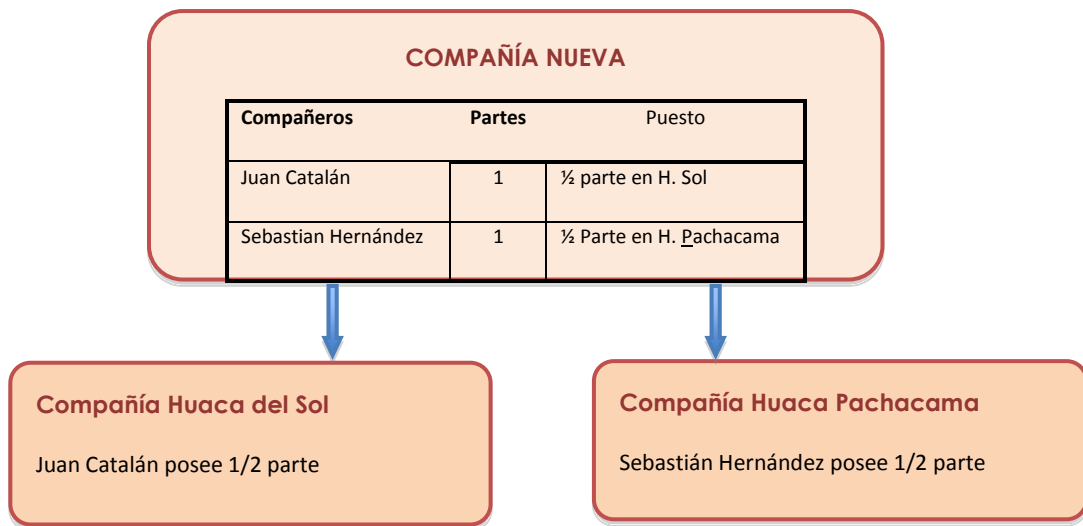 COMPAÑÍA NUEVA
Compañeros Partes Puesto
Juan Catalán 1 ½ parte en H. Sol
Sebastian Hernández 1 ½ Parte en H. Pachacama
Compañía Huaca del Sol
Juan Catalán posee 1/2 parte
Compañía Huaca Pachacama
Sebastián Hernández posee 1/2 parte